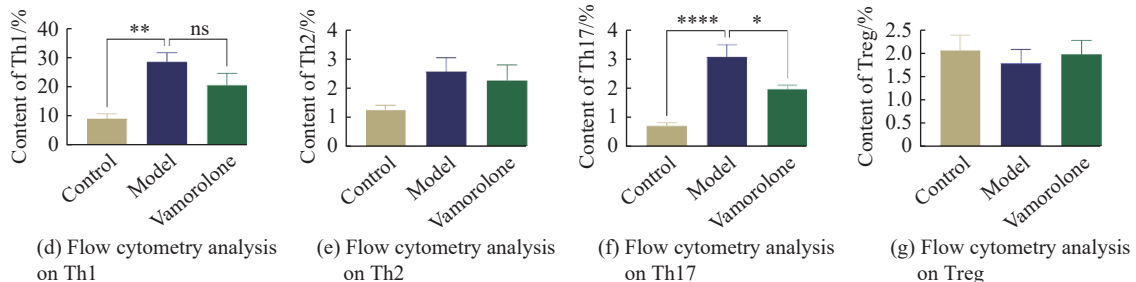 Content of Th1/%
40
30
20
10
0
**
ns
Control
Model
Vamorolone
(d) Flow cytometry analysis
on Th1
Content of Th2/%
4
3
2
1
0
Control
Model
Vamorolone
(e) Flow cytometry analysis
on Th2
Content of Th17/%
4
3
2
1
0
****
*
Control
Model
Vamorolone
(f) Flow cytometry analysis
on Th17
Content of Treg/%
2.5
2.0
1.5
1.0
0.5
0
Control
Model
Vamorolone
(g) Flow cytometry analysis
on Treg